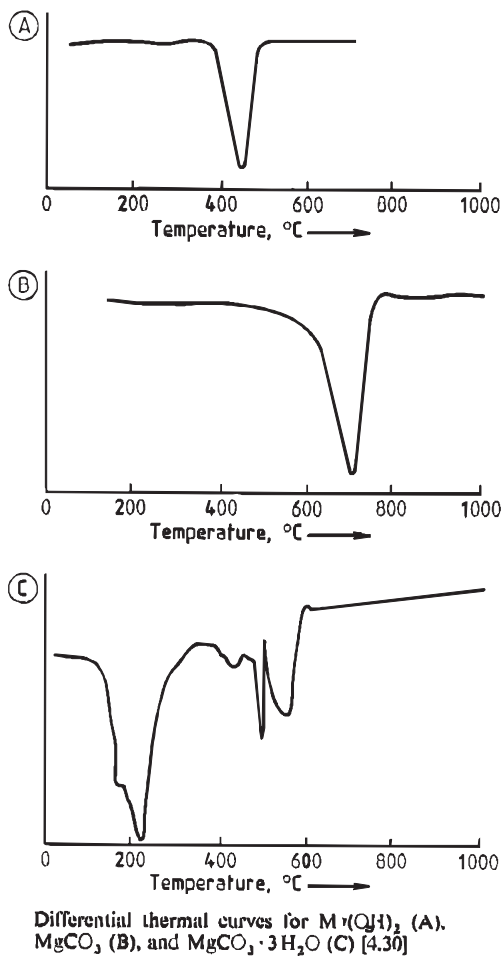 A
0 200 400 600 800 1000
Temperature, °C
B
0 200 400 600 800 1000
Temperature, °C
C
0 200 400 600 800 1000
Temperature, °C
Differential thermal curves for (A),
MgCO₃ (B), and MgCO₃ · 3 H₂O (C) [4.30]